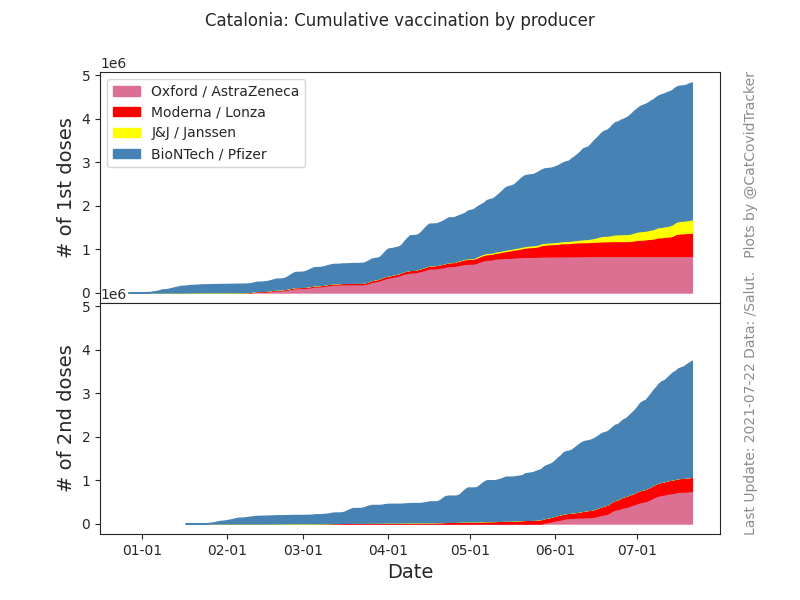 Catalonia: Cumulative vaccination by producer
1e6
5
4
3
2
1
0
# of 1st doses
Oxford / AstraZeneca
Moderna / Lonza
J&J / Janssen
BioNTech / Pfizer
1e6
5
4
3
2
1
0
# of 2nd doses
01-01
02-01
03-01
04-01
05-01
06-01
07-01
Date
Last Update: 2021-07-22 Data: /Salut. Plots by @CatCovidTracker